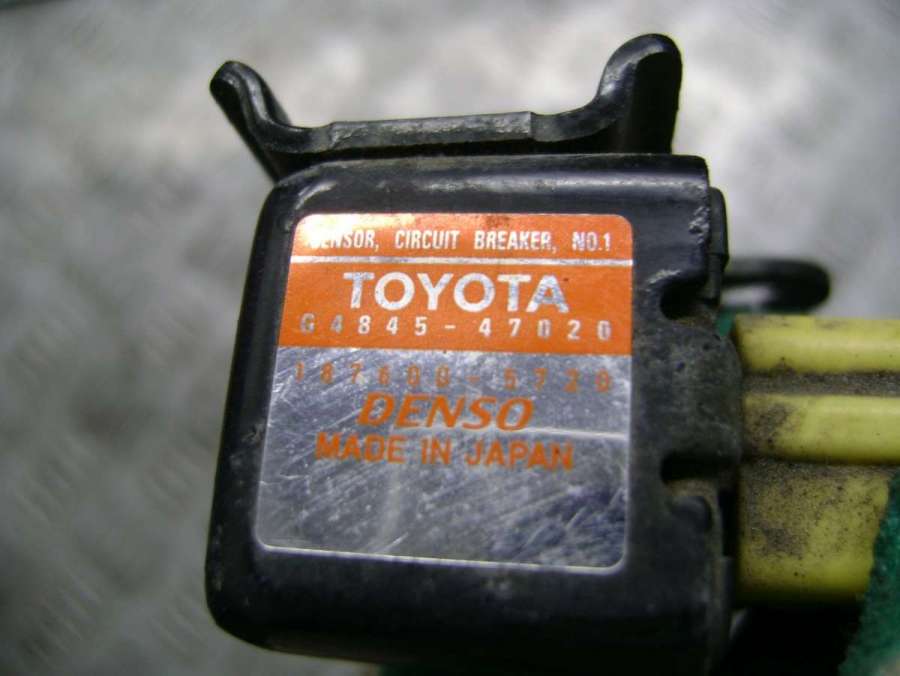 SENSOR, CIRCUIT BREAKER, NO.1
TOYOTA
G4845-47020
187600-5720
DENSO
MADE IN JAPAN